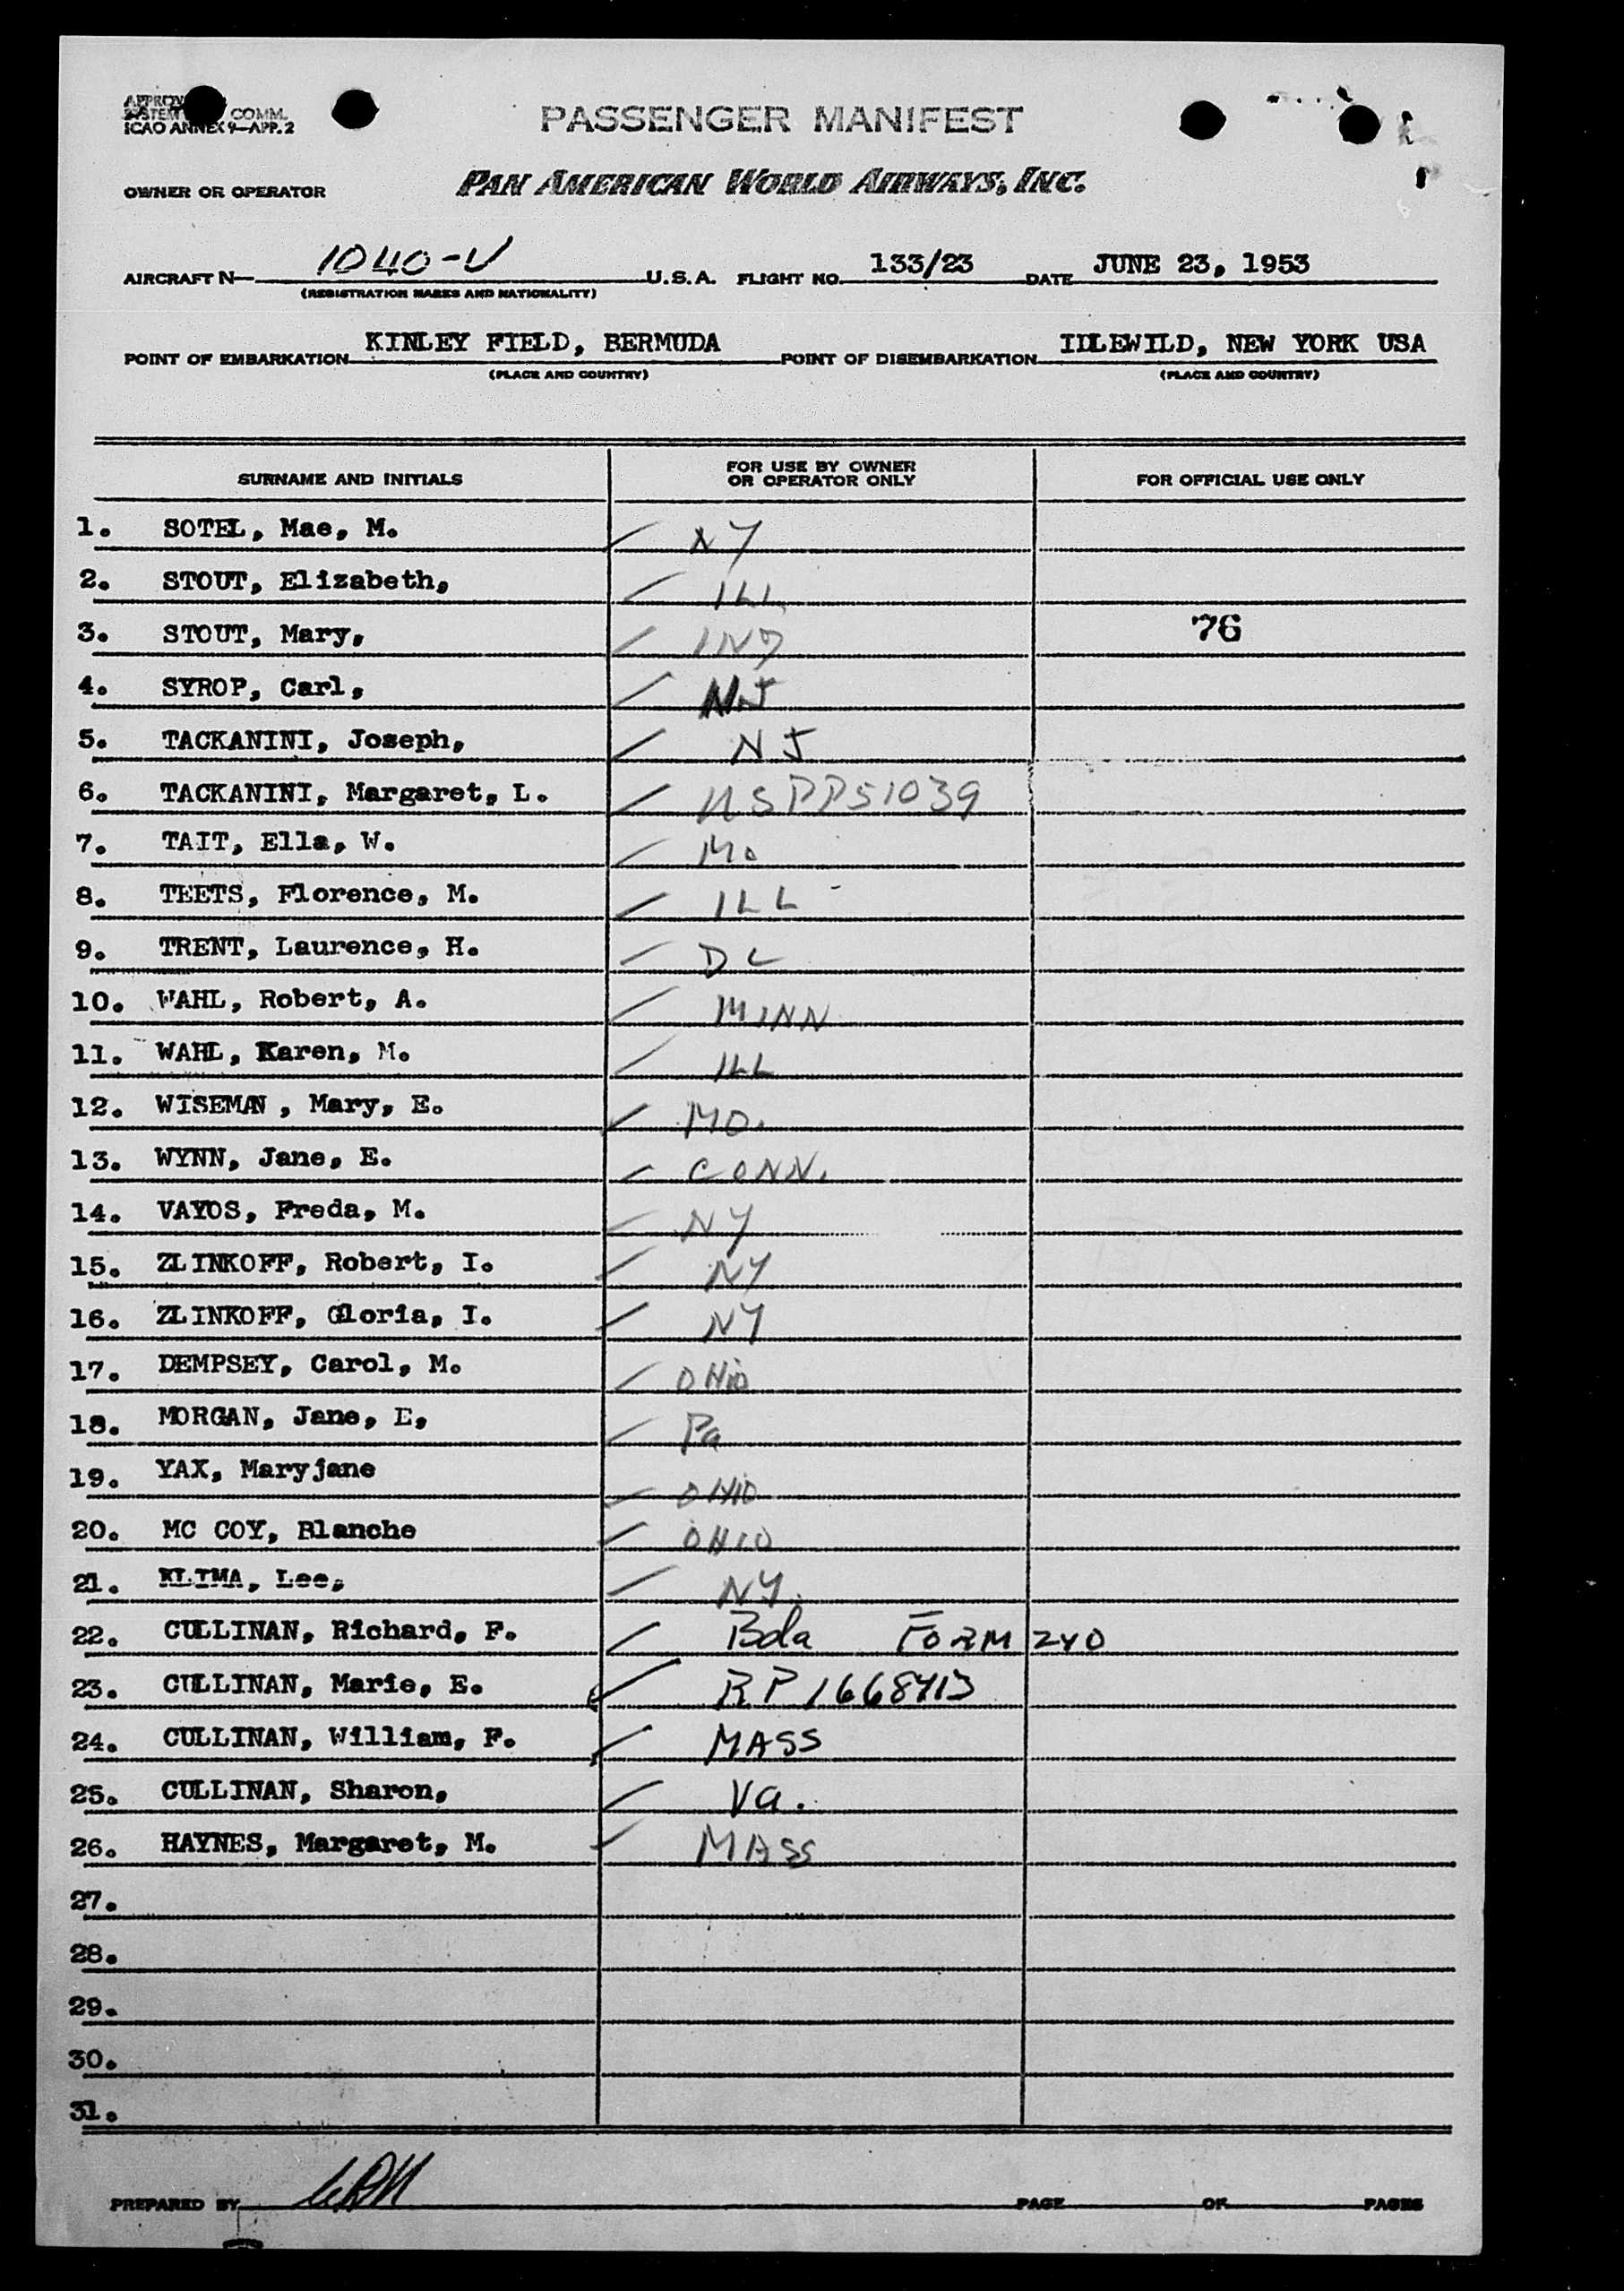 SYSTEM COMM.
ICAO ANNEX 9—APP. 2
PASSENGER MANIFEST
OWNER OR OPERATOR PAN AMERICAN WORLD AIRWAYS, INC.
AIRCRAFT N— 1040-V U.S.A. FLIGHT NO. 133/23 DATE JUNE 23, 1953
(REGISTRATION MARKS AND NATIONALITY)
POINT OF EMBARKATION KINLEY FIELD, BERMUDA POINT OF DISEMBARKATION IDLEWILD, NEW YORK USA
(PLACE AND COUNTRY) (PLACE AND COUNTRY)
SURNAME AND INITIALS FOR USE BY OWNER OR OPERATOR ONLY FOR OFFICIAL USE ONLY
1. SOTEL, Mae, M. NY
2. STOUT, Elizabeth, ILL
3. STOUT, Mary, IND 76
4. SYROP, Carl, NJ
5. TACKANINI, Joseph, NJ
6. TACKANINI, Margaret, L. USPP51039
7. TAIT, Ella, W. Mo
8. TEETS, Florence, M. ILL -
9. TRENT, Laurence, H. DC
10. WAHL, Robert, A. MINN
11. WAHL, Karen, M. ILL
12. WISEMAN, Mary, E. MO.
13. WYNN, Jane, E. CONN.
14. VAYOS, Freda, M. NY
15. ZLINKOFF, Robert, I. NY
16. ZLINKOFF, Gloria, I. NY
17. DEMPSEY, Carol, M. OHio
18. MORGAN, Jane, E, Pa
19. YAX, Maryjane OHiO
20. MC COY, Blanche OHIO
21. KLIMA, Lee, NY.
22. CULLINAN, Richard, F. Bda FORM 240
23. CULLINAN, Marie, E. RP
24. CULLINAN, William, F. MASS
25. CULLINAN, Sharon, Va.
26. HAYNES, Margaret, M. MASS
27.
28.
29.
30.
31.
PREPARED BY PAGE OF PAGES